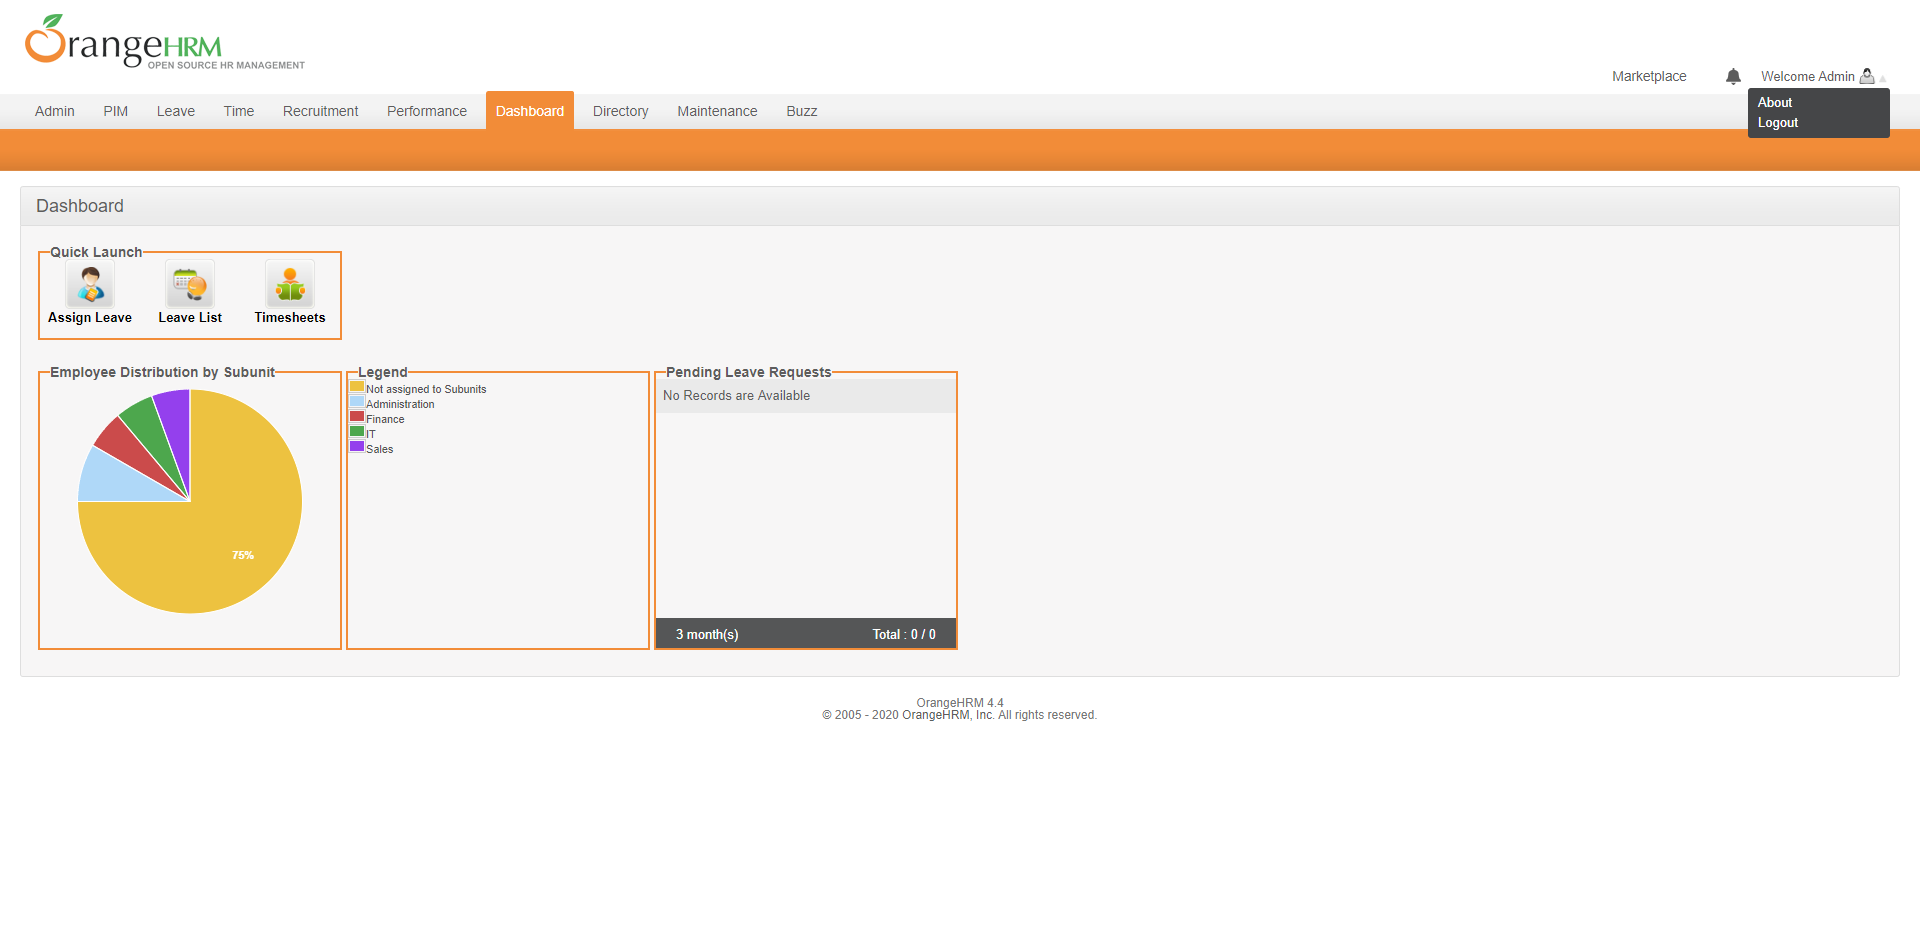 OrangeHRM
OPEN SOURCE HR MANAGEMENT
Marketplace
Welcome Admin
About
Logout
Admin PIM Leave Time Recruitment Performance Dashboard Directory Maintenance Buzz
Dashboard
Quick Launch
Assign Leave Leave List Timesheets
Employee Distribution by Subunit
75%
Legend
Not assigned to Subunits
Administration
Finance
IT
Sales
Pending Leave Requests
No Records are Available
3 month(s) Total : 0 / 0
OrangeHRM 4.4
© 2005 - 2020 OrangeHRM, Inc. All rights reserved.